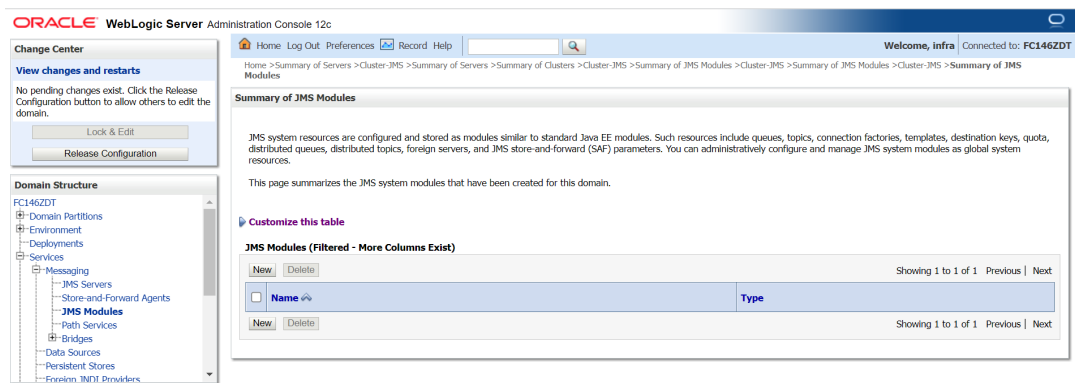 ORACLE WebLogic Server Administration Console 12c
Change Center
View changes and restarts
No pending changes exist. Click the Release
Configuration button to allow others to edit the
domain.
Lock & Edit
Release Configuration
Domain Structure
FC146ZDT
Domain Partitions
Environment
Deployments
Services
Messaging
JMS Servers
Store-and-Forward Agents
JMS Modules
Path Services
Bridges
Data Sources
Persistent Stores
Foreign JNDI Providers
Home Log Out Preferences Record Help
Welcome, infra Connected to: FC146ZDT
Home >Summary of Servers >Cluster-JMS >Summary of Servers >Summary of Clusters >Cluster-JMS >Summary of JMS Modules >Cluster-JMS >Summary of JMS Modules >Cluster-JMS >Summary of JMS
Modules
Summary of JMS Modules
JMS system resources are configured and stored as modules similar to standard Java EE modules. Such resources include queues, topics, connection factories, templates, destination keys, quota,
distributed queues, distributed topics, foreign servers, and JMS store-and-forward (SAF) parameters. You can administratively configure and manage JMS system modules as global system
resources.
This page summarizes the JMS system modules that have been created for this domain.
Customize this table
JMS Modules (Filtered - More Columns Exist)
New Delete Showing 1 to 1 of 1 Previous | Next
Name Type
New Delete Showing 1 to 1 of 1 Previous | Next